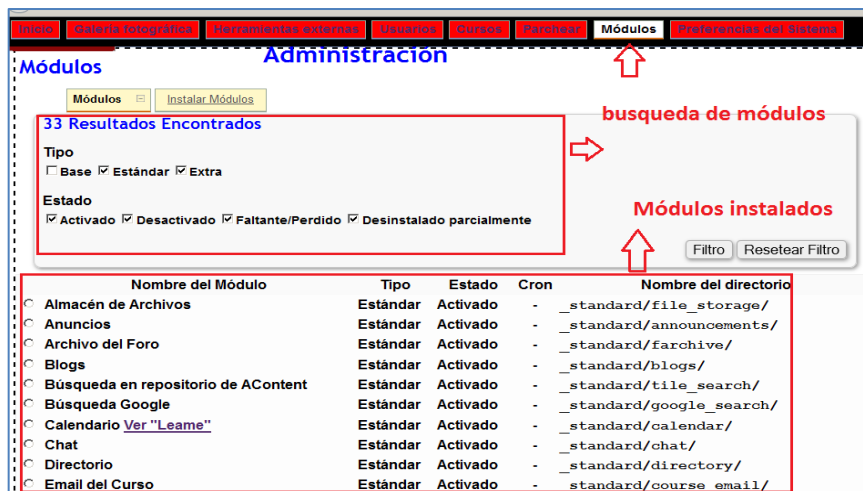 Inicio Galería fotográfica Herramientas externas Usuarios Cursos Parchear Módulos Preferencias del Sistema
Administración
Módulos
Módulos Instalar Módulos
busqueda de módulos
33 Resultados Encontrados
Tipo
Base Estándar Extra
Estado
Activado Desactivado Faltante/Perdido Desinstalado parcialmente
Módulos instalados
Filtro Resetear Filtro
Nombre del Módulo Tipo Estado Cron Nombre del directorio
Almacén de Archivos Estándar Activado - _standard/file_storage/
Anuncios Estándar Activado - _standard/announcements/
Archivo del Foro Estándar Activado - _standard/farchive/
Blogs Estándar Activado - _standard/blogs/
Búsqueda en repositorio de AContent Estándar Activado - _standard/tile_search/
Búsqueda Google Estándar Activado - _standard/google_search/
Calendario Ver "Leame" Estándar Activado - _standard/calendar/
Chat Estándar Activado - _standard/chat/
Directorio Estándar Activado - _standard/directory/
Email del Curso Estándar Activado - _standard/course_email/